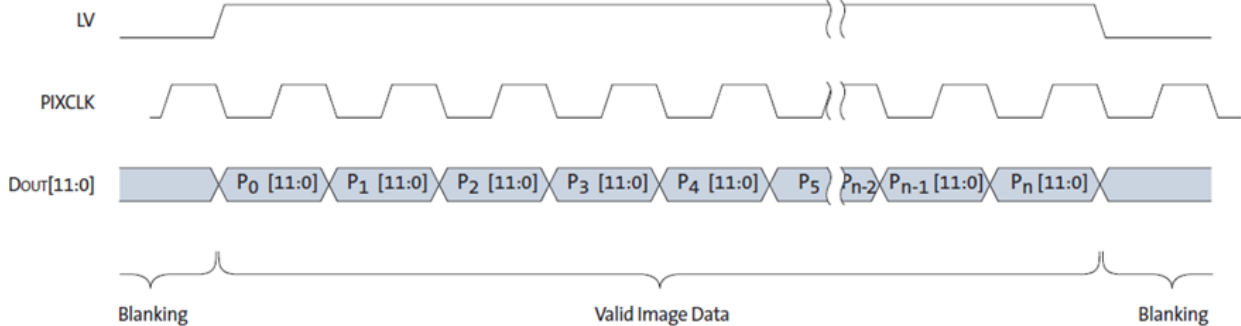 LV
PIXCLK
DOUT[11:0] P0 [11:0] P1 [11:0] P2 [11:0] P3 [11:0] P4 [11:0] P5 Pn-2 Pn-1 [11:0] Pn [11:0]
Blanking Valid Image Data Blanking